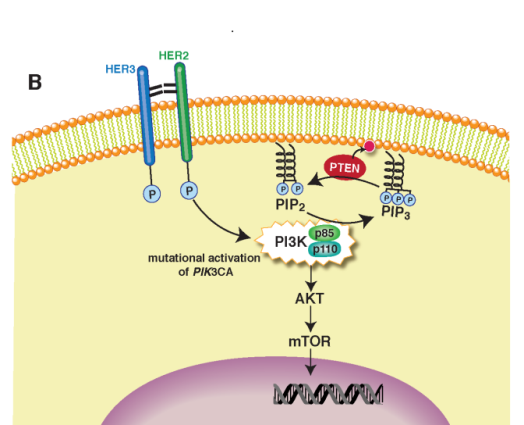 B
HER3
HER2
P
P
PTEN
P P
P P P
PIP2
PIP3
PI3K
p85
p110
mutational activation
of PIK3CA
AKT
mTOR